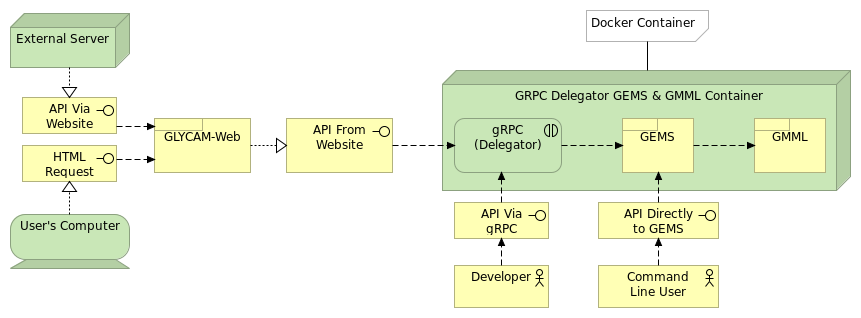 Docker Container
External Server
GRPC Delegator GEMS & GMML Container
API Via
Website
GLYCAM-Web
API From
Website
gRPC
(Delegator)
GEMS
GMML
HTML
Request
User's Computer
API Via
gRPC
API Directly
to GEMS
Developer
Command
Line User